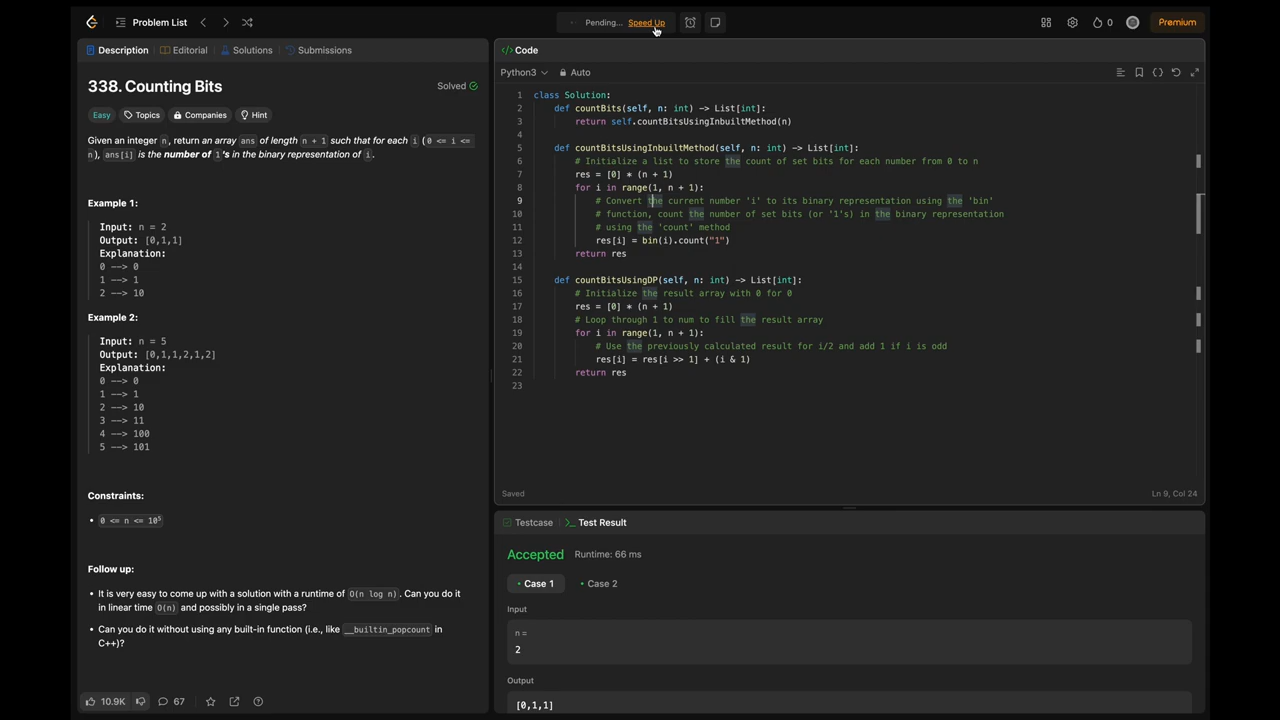 Problem List
Pending... Speed Up
0
Premium
Description
Editorial
Solutions
Submissions
338. Counting Bits
Solved
Easy
Topics
Companies
Hint
Given an integer n, return an array ans of length n + 1 such that for each i (0 <= i <=
n), ans[i] is the number of 1's in the binary representation of i.
Example 1:
Input: n = 2
Output: [0,1,1]
Explanation:
0 --> 0
1 --> 1
2 --> 10
Example 2:
Input: n = 5
Output: [0,1,1,2,1,2]
Explanation:
0 --> 0
1 --> 1
2 --> 10
3 --> 11
4 --> 100
5 --> 101
Constraints:
• 0 <= n <= 10⁵
Follow up:
• It is very easy to come up with a solution with a runtime of O(n log n). Can you do it
in linear time O(n) and possibly in a single pass?
• Can you do it without using any built-in function (i.e., like __builtin_popcount in
C++)?
10.9K
67
</> Code
Python3
Auto
1 class Solution:
2 def countBits(self, n: int) -> List[int]:
3 return self.countBitsUsingInbuiltMethod(n)
4
5 def countBitsUsingInbuiltMethod(self, n: int) -> List[int]:
6 # Initialize a list to store the count of set bits for each number from 0 to n
7 res = [0] * (n + 1)
8 for i in range(1, n + 1):
9 # Convert the current number 'i' to its binary representation using the 'bin'
10 # function, count the number of set bits (or '1's) in the binary representation
11 # using the 'count' method
12 res[i] = bin(i).count("1")
13 return res
14
15 def countBitsUsingDP(self, n: int) -> List[int]:
16 # Initialize the result array with 0 for 0
17 res = [0] * (n + 1)
18 # Loop through 1 to num to fill the result array
19 for i in range(1, n + 1):
20 # Use the previously calculated result for i/2 and add 1 if i is odd
21 res[i] = res[i >> 1] + (i & 1)
22 return res
23
Saved
Ln 9, Col 24
Testcase
>_ Test Result
Accepted
Runtime: 66 ms
• Case 1
• Case 2
Input
n =
2
Output
[0,1,1]